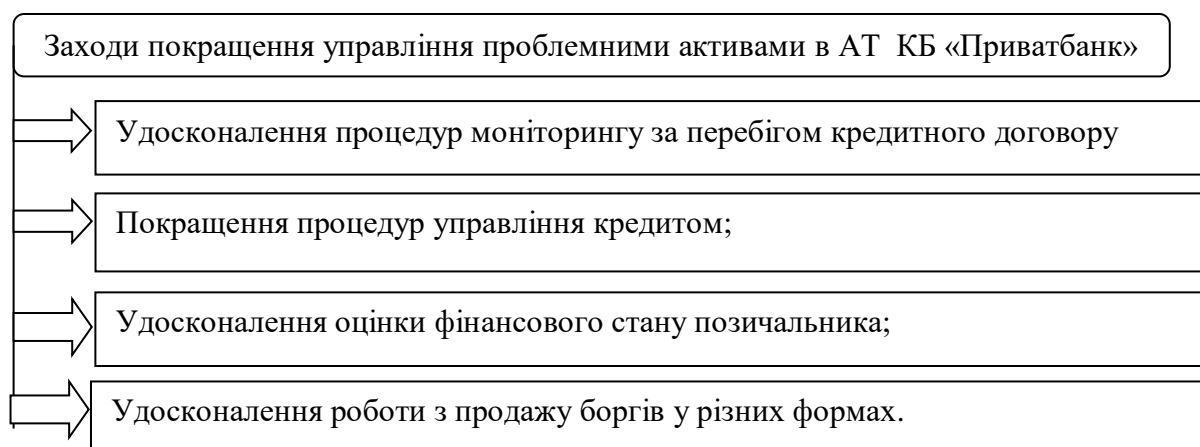 Заходи покращення управління проблемними активами в АТ КБ «Приватбанк»
Удосконалення процедур моніторингу за перебігом кредитного договору
Покращення процедур управління кредитом;
Удосконалення оцінки фінансового стану позичальника;
Удосконалення роботи з продажу боргів у різних формах.